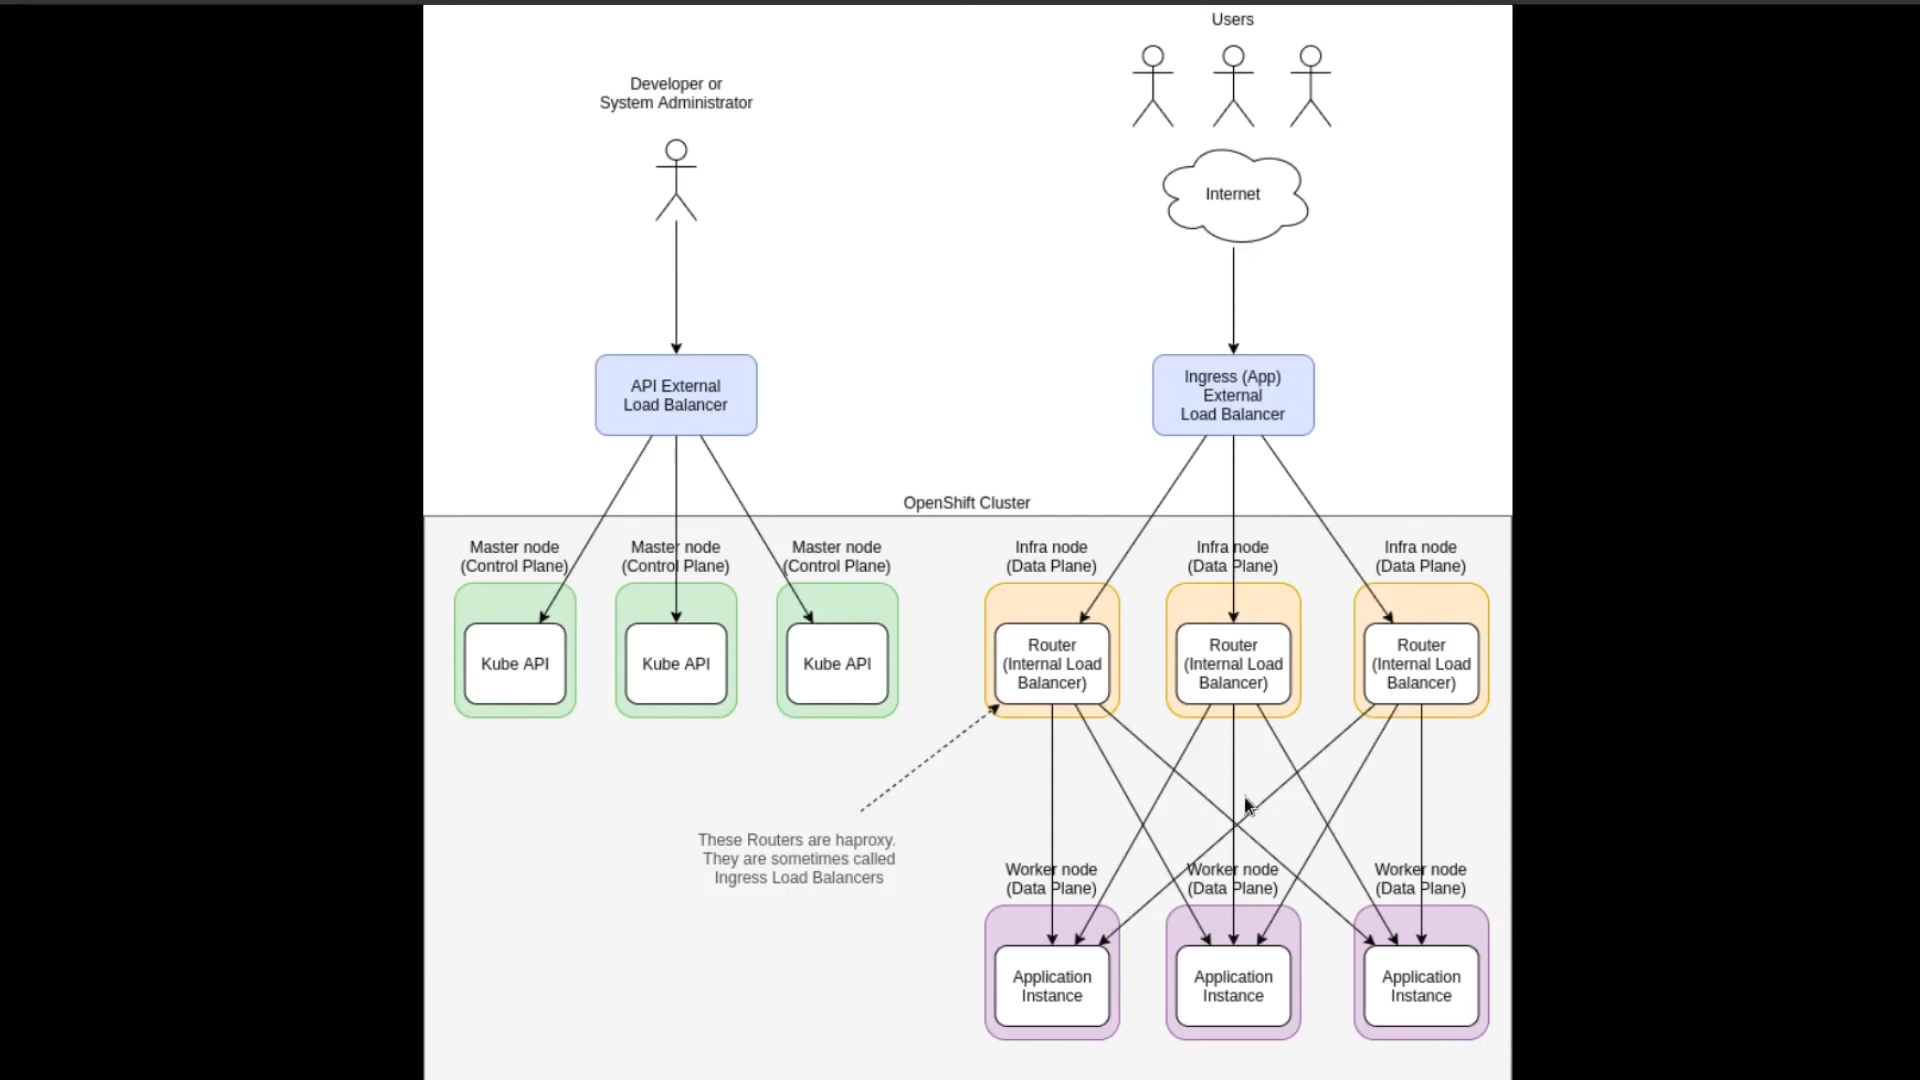 Users
Developer or
System Administrator
Internet
API External
Load Balancer
Ingress (App)
External
Load Balancer
OpenShift Cluster
Master node
(Control Plane)
Master node
(Control Plane)
Master node
(Control Plane)
Infra node
(Data Plane)
Infra node
(Data Plane)
Infra node
(Data Plane)
Kube API
Kube API
Kube API
Router
(Internal Load
Balancer)
Router
(Internal Load
Balancer)
Router
(Internal Load
Balancer)
These Routers are haproxy.
They are sometimes called
Ingress Load Balancers
Worker node
(Data Plane)
Worker node
(Data Plane)
Worker node
(Data Plane)
Application
Instance
Application
Instance
Application
Instance